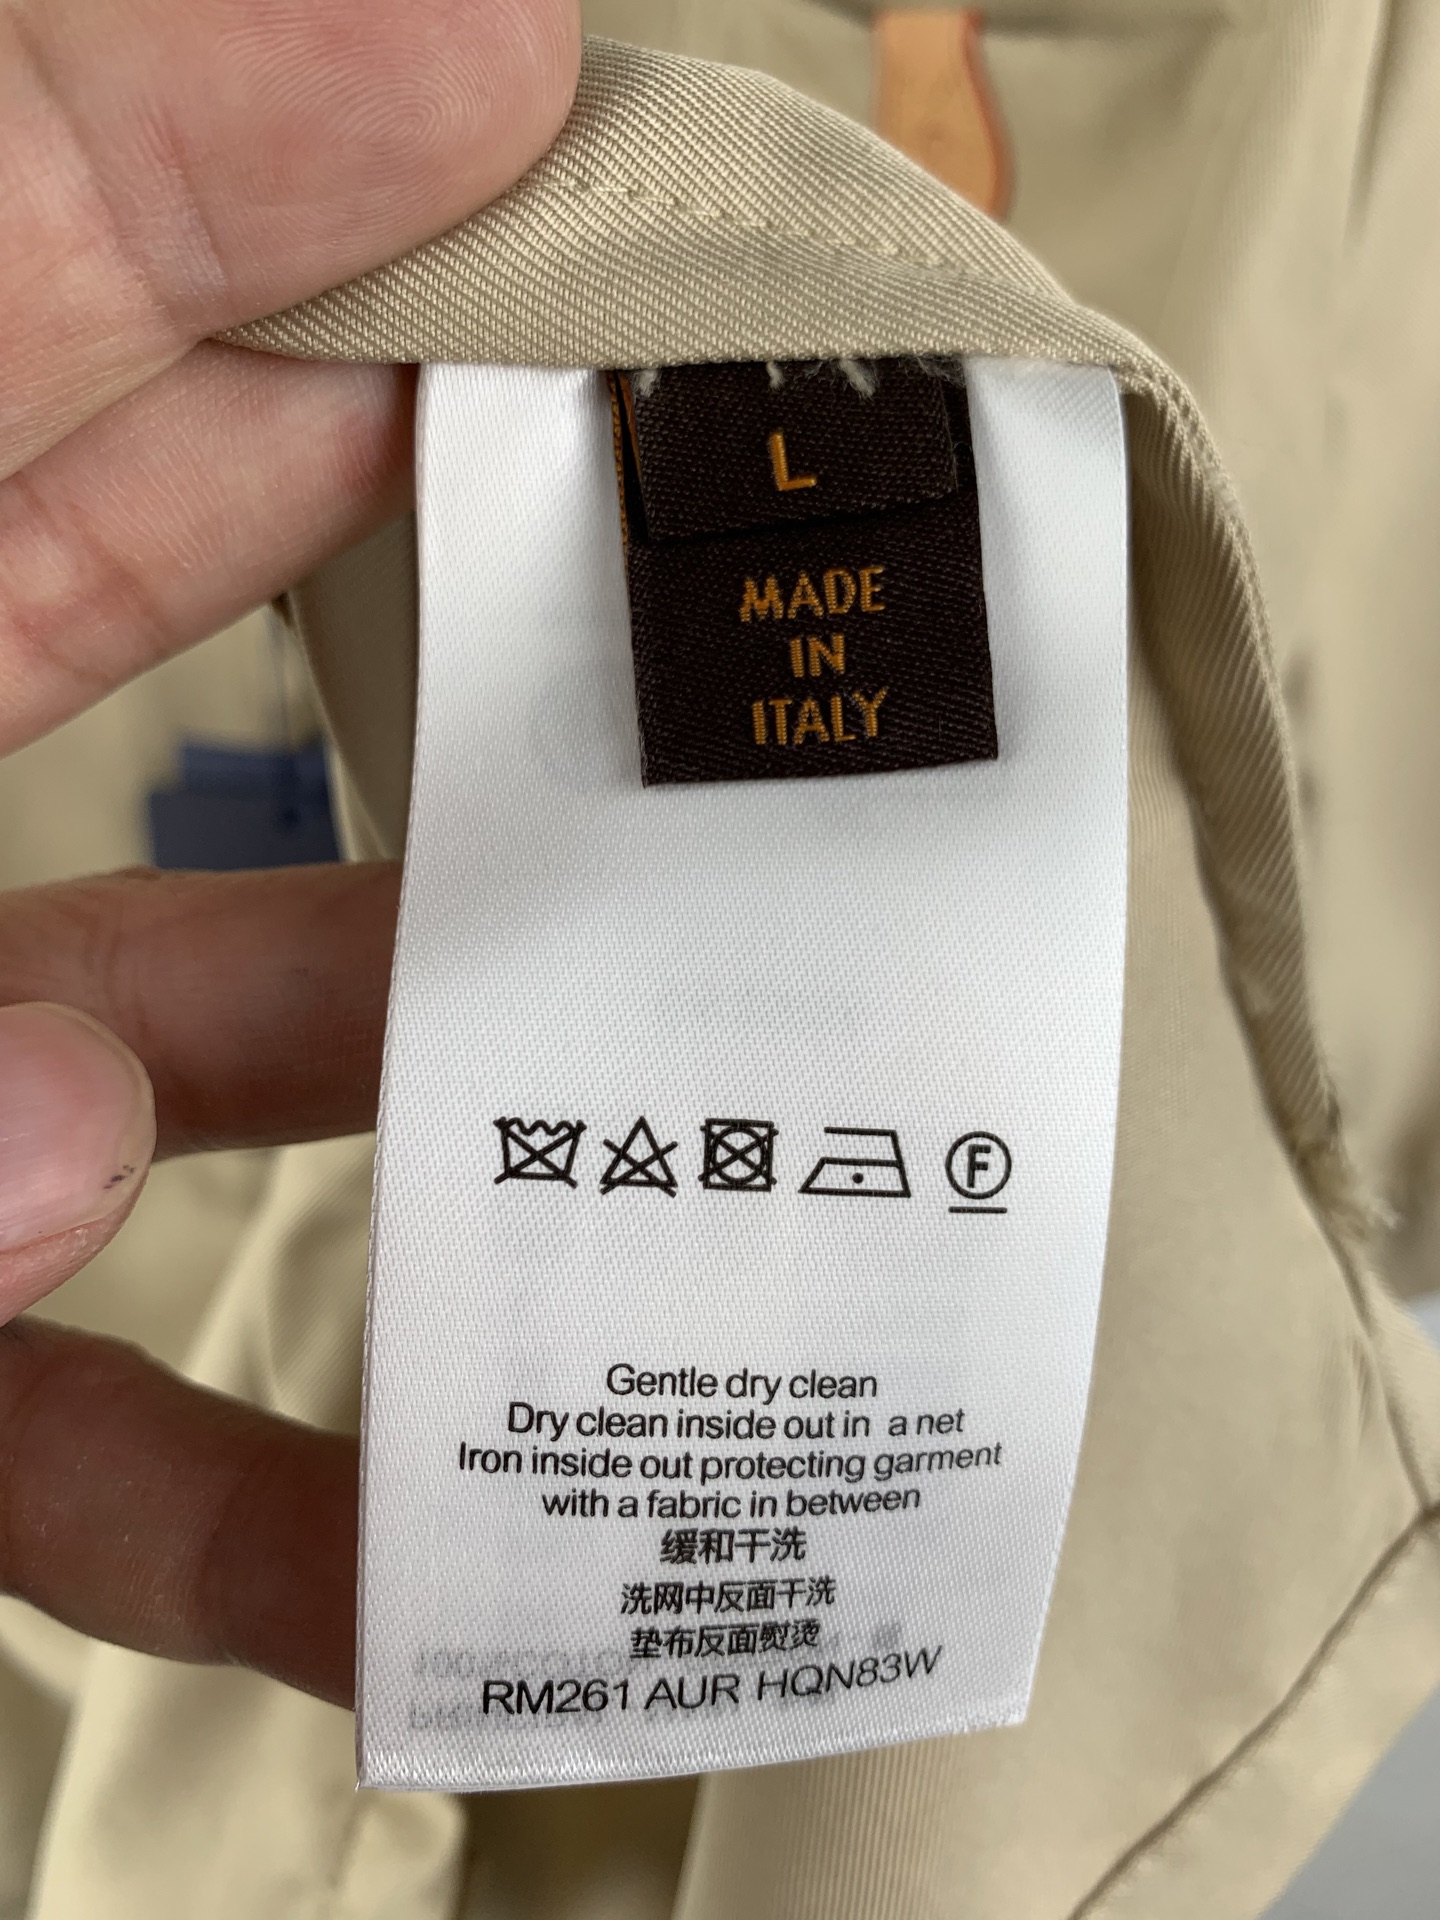 L
MADE
IN
ITALY
F
Gentle dry clean
Dry clean inside out in a net
Iron inside out protecting garment
with a fabric in between
缓和干洗
洗网中反面干洗
垫布反面熨烫
RM261 AUR HQN83W